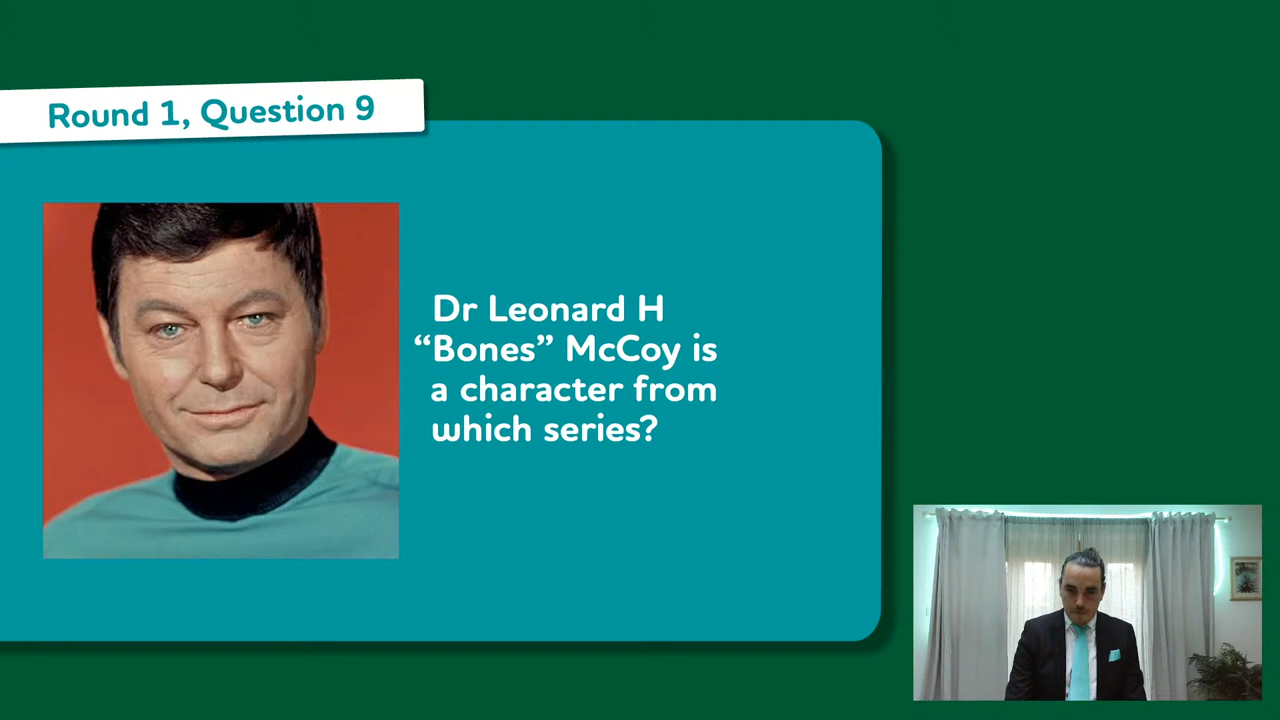 Round 1, Question 9
Dr Leonard H
“Bones” McCoy is
a character from
which series?